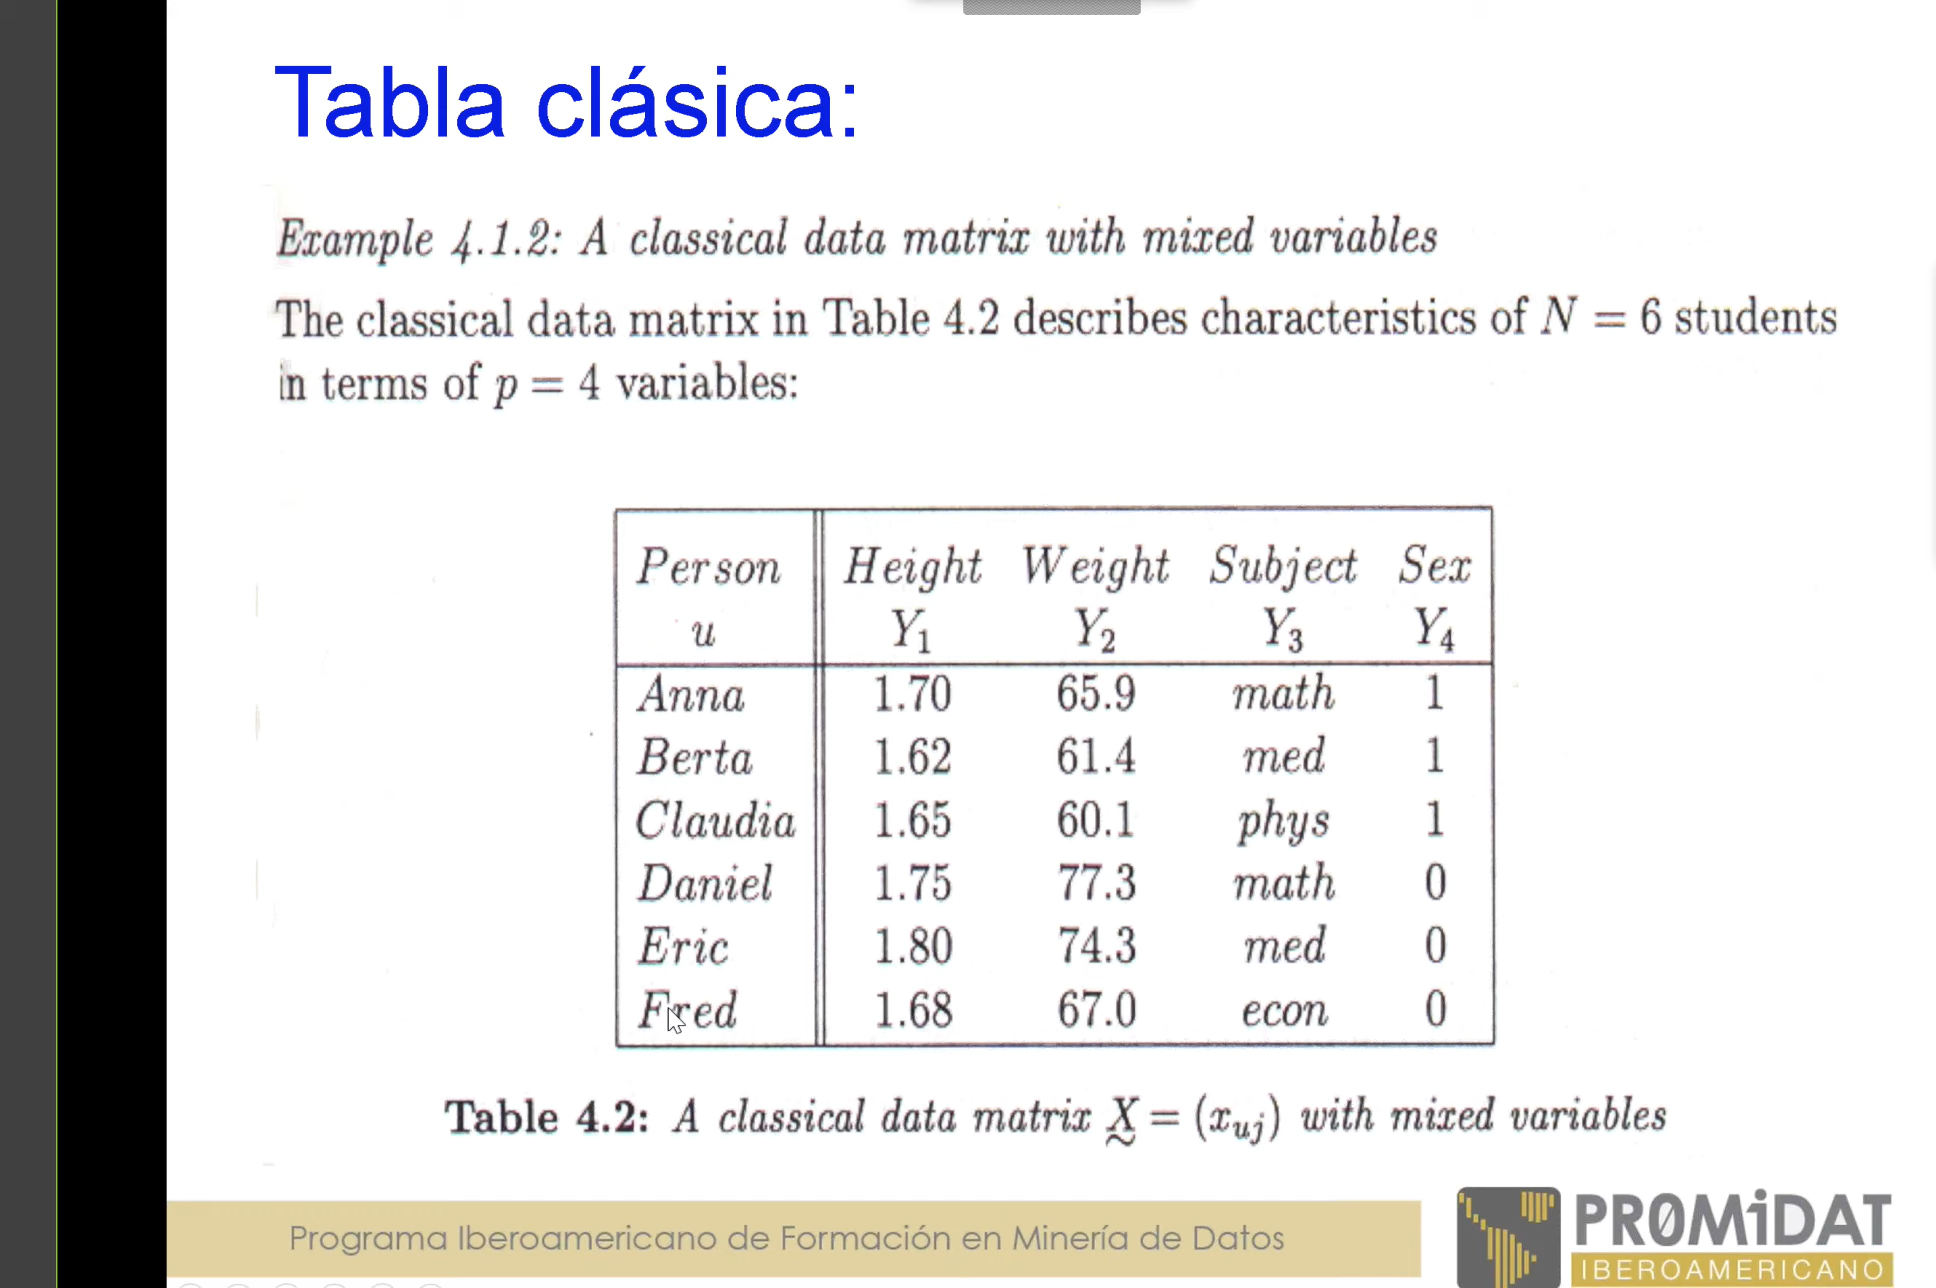 Tabla clásica:
Example 4.1.2: A classical data matrix with mixed variables
The classical data matrix in Table 4.2 describes characteristics of N = 6 students
in terms of p = 4 variables:
Person Height Weight Subject Sex
u Y₁ Y₂ Y₃ Y₄
Anna 1.70 65.9 math 1
Berta 1.62 61.4 med 1
Claudia 1.65 60.1 phys 1
Daniel 1.75 77.3 math 0
Eric 1.80 74.3 med 0
Fred 1.68 67.0 econ 0
Table 4.2: A classical data matrix X̰ = (xᵤⱼ) with mixed variables
Programa Iberoamericano de Formación en Minería de Datos
PR0MiDAT
IBEROAMERICANO